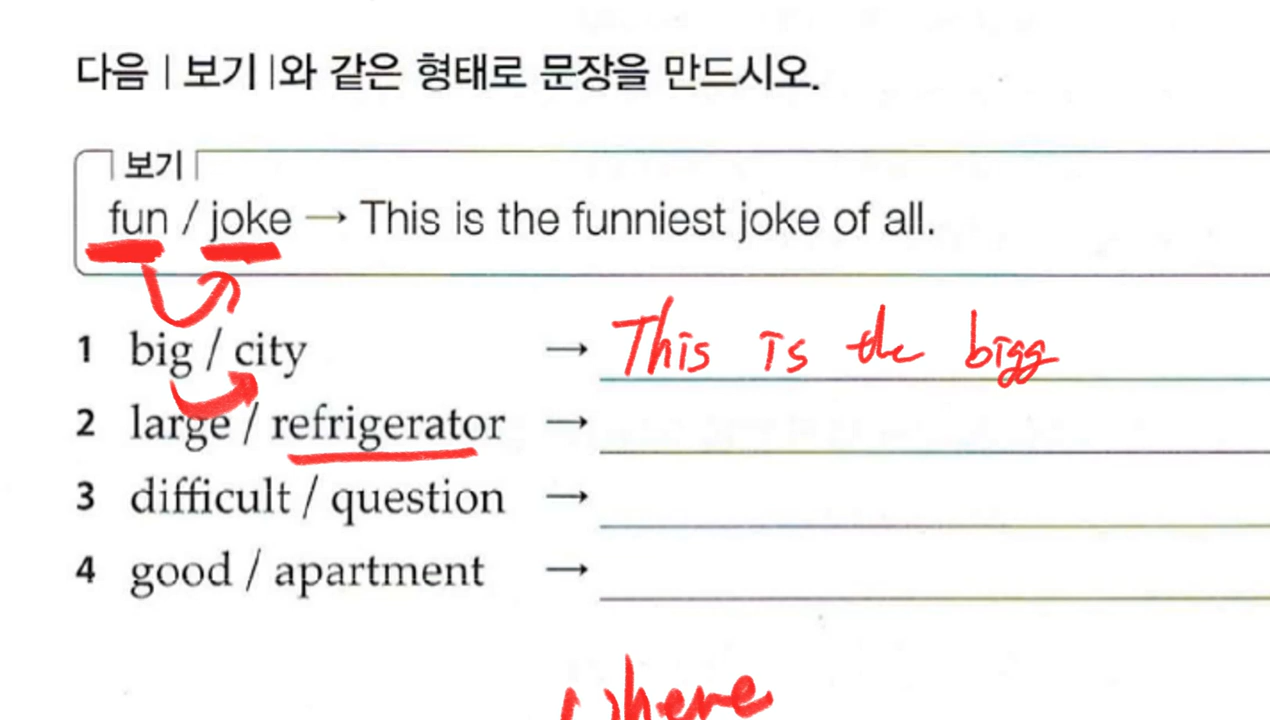 다음 | 보기 |와 같은 형태로 문장을 만드시오.
보기
fun / joke → This is the funniest joke of all.
1 big / city → This is the bigg
2 large / refrigerator →
3 difficult / question →
4 good / apartment →
where